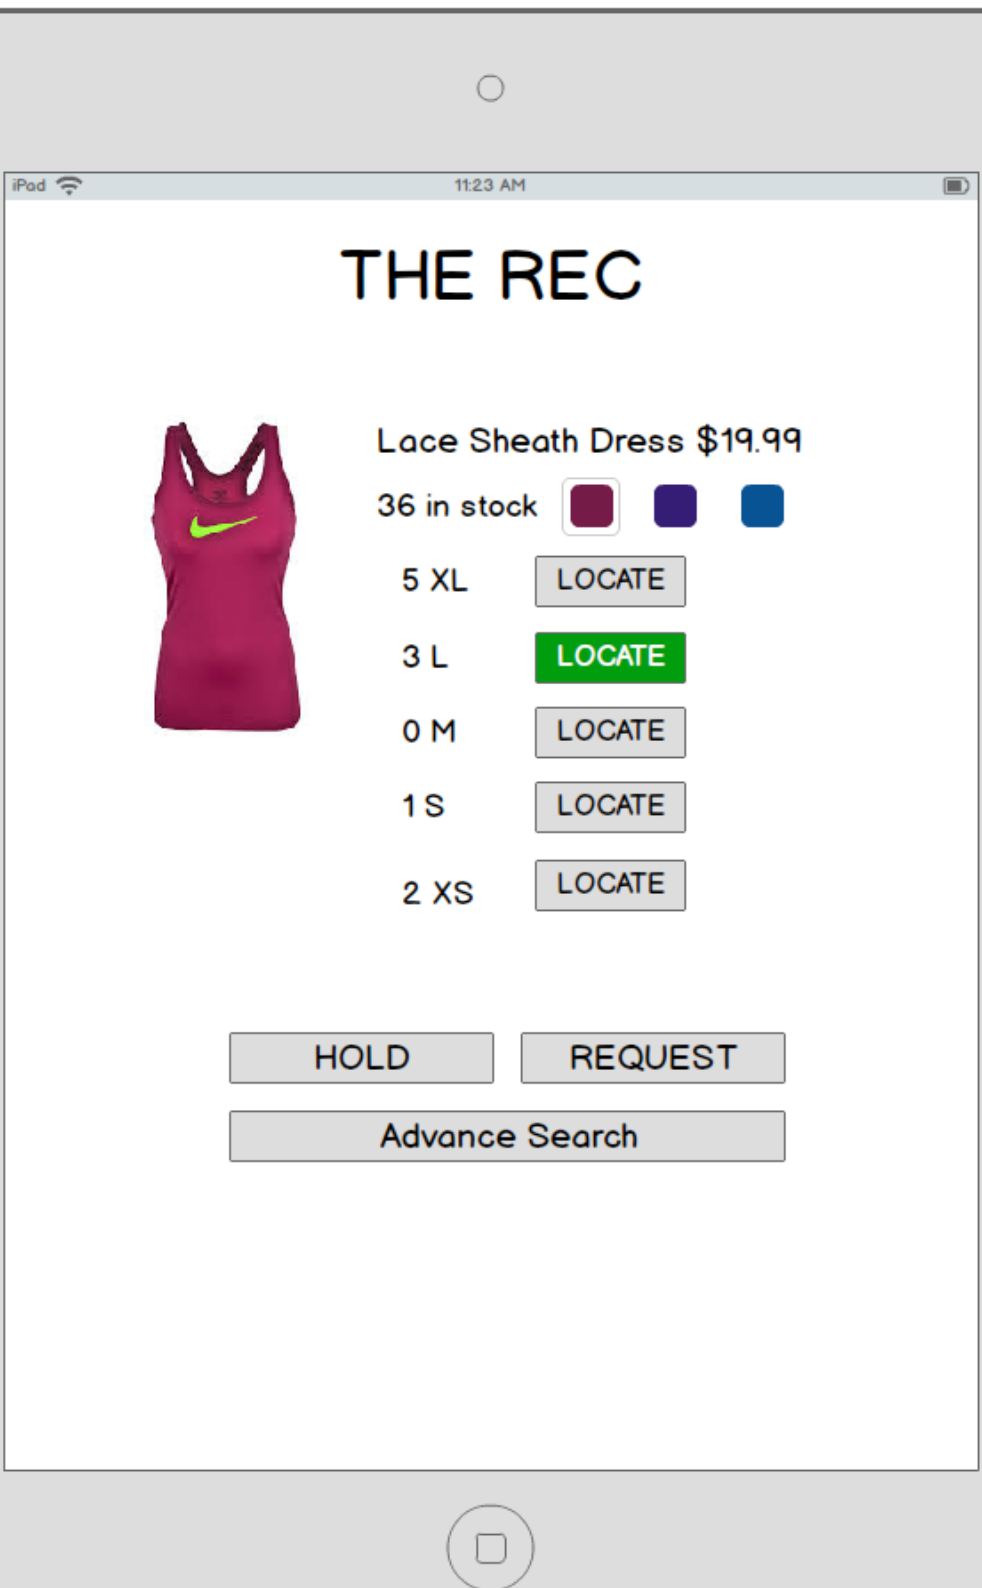 iPad 11:23 AM
THE REC
Lace Sheath Dress $19.99
36 in stock
5 XL LOCATE
3 L LOCATE
0 M LOCATE
1 S LOCATE
2 XS LOCATE
HOLD REQUEST
Advance Search